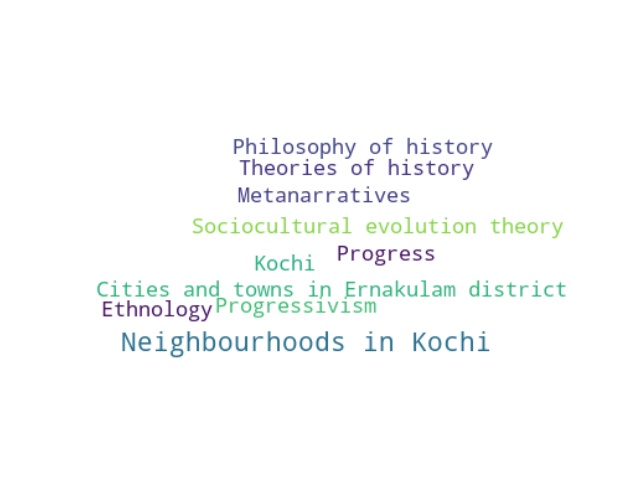 Philosophy of history
Theories of history
Metanarratives
Sociocultural evolution theory
Progress
Kochi
Cities and towns in Ernakulam district
Progressivism
Ethnology
Neighbourhoods in Kochi